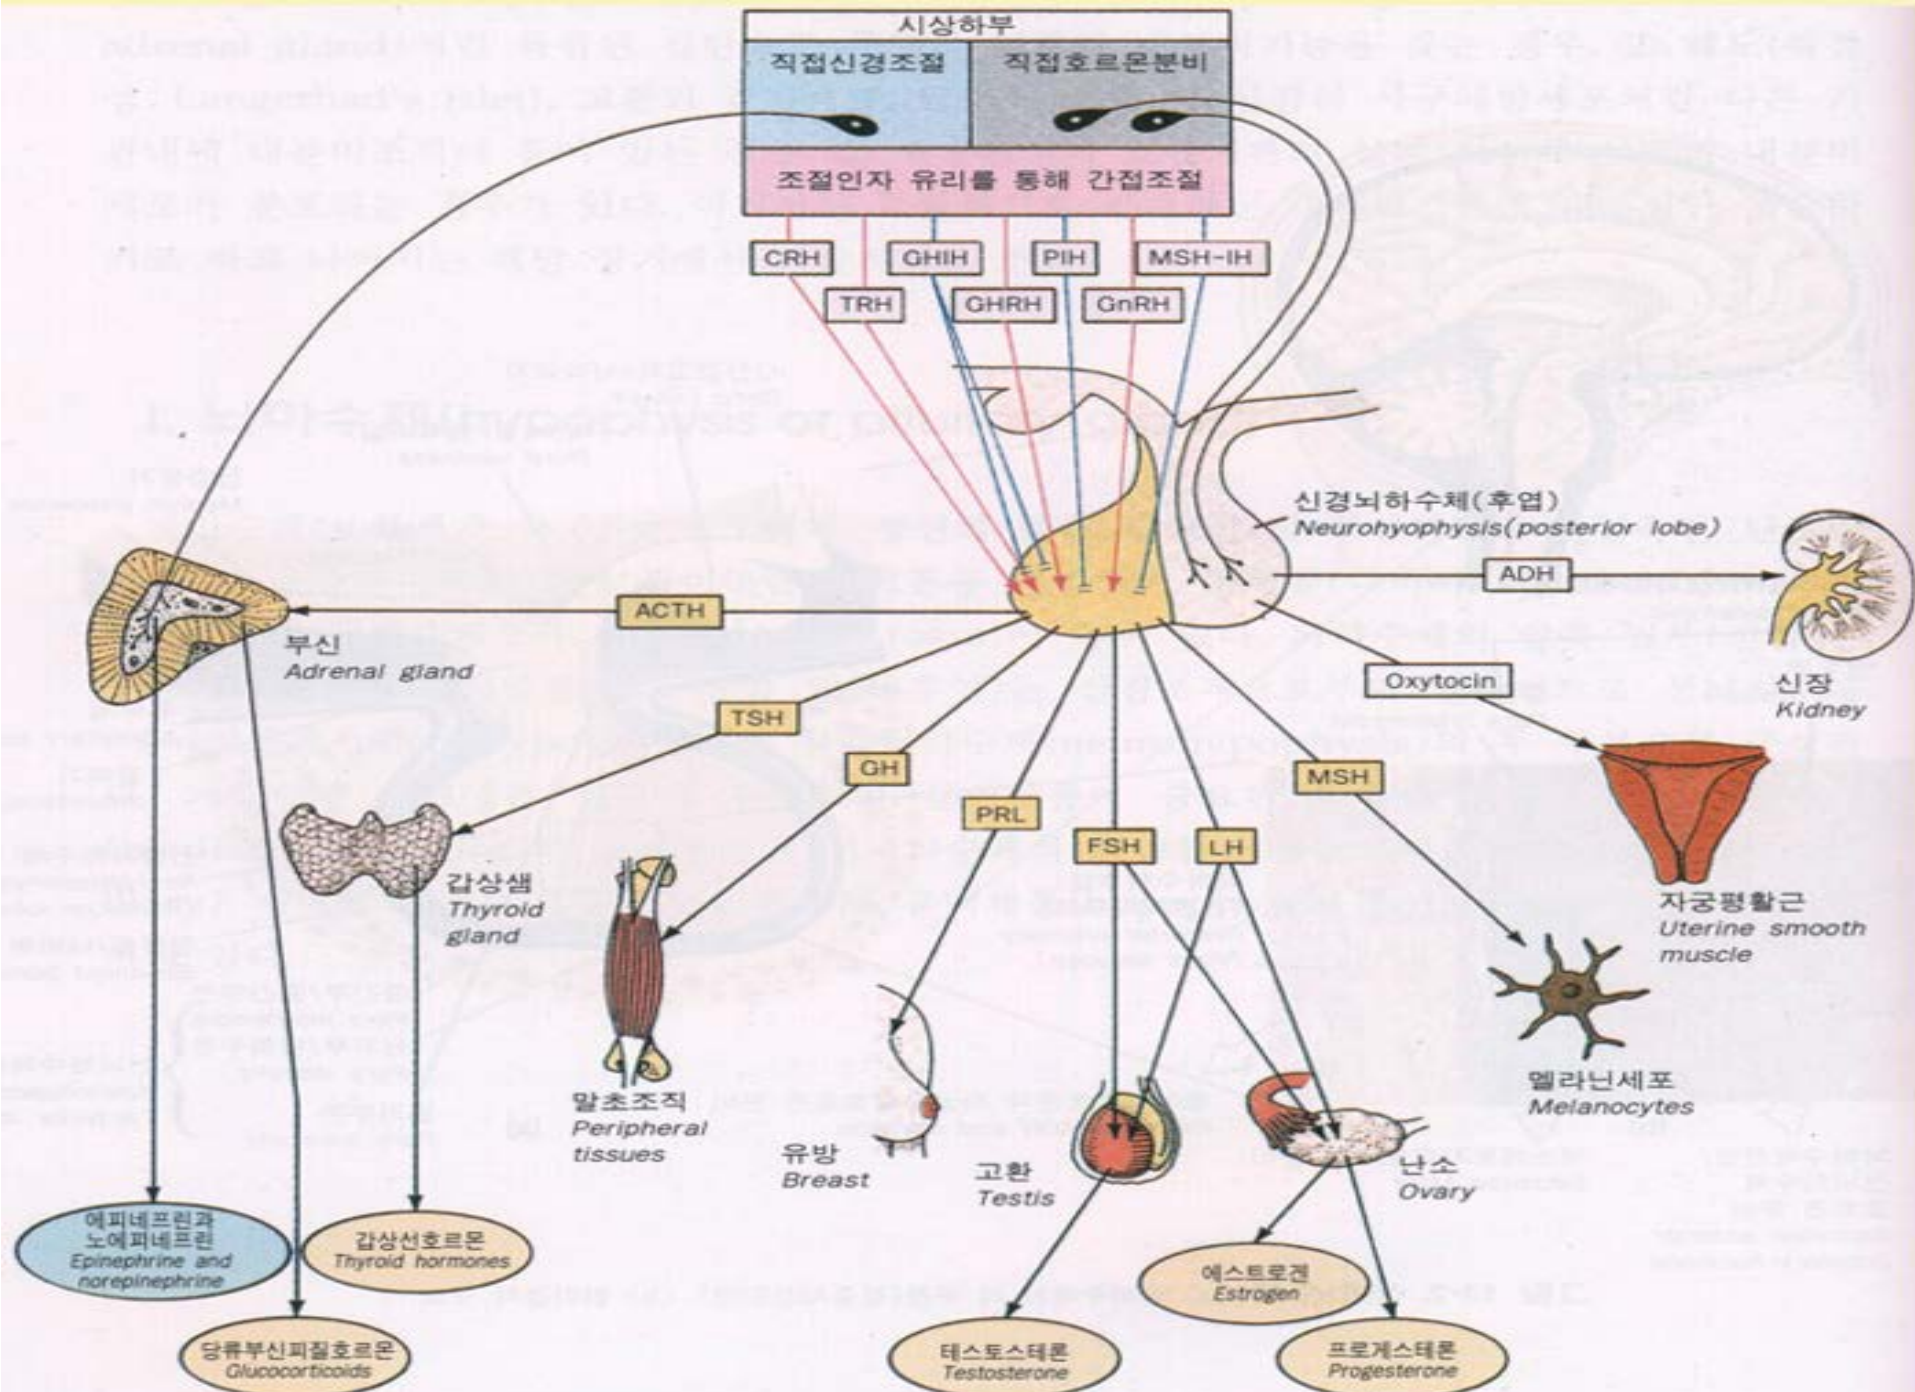 시상하부
직접신경조절
직접호르몬분비
조절인자 유리를 통해 간접조절
CRH
GHIH
PIH
MSH-IH
TRH
GHRH
GnRH
신경뇌하수체(후엽)
Neurohyophysis(posterior lobe)
ADH
ACTH
부신
Adrenal gland
Oxytocin
신장
Kidney
TSH
GH
MSH
PRL
FSH
LH
갑상샘
Thyroid
gland
자궁평활근
Uterine smooth
muscle
말초조직
Peripheral
tissues
유방
Breast
고환
Testis
난소
Ovary
멜라닌세포
Melanocytes
에피네프린과
노에피네프린
Epinephrine and
norepinephrine
갑상선호르몬
Thyroid hormones
에스트로겐
Estrogen
당류부신피질호르몬
Glucocorticoids
테스토스테론
Testosterone
프로게스테론
Progesterone